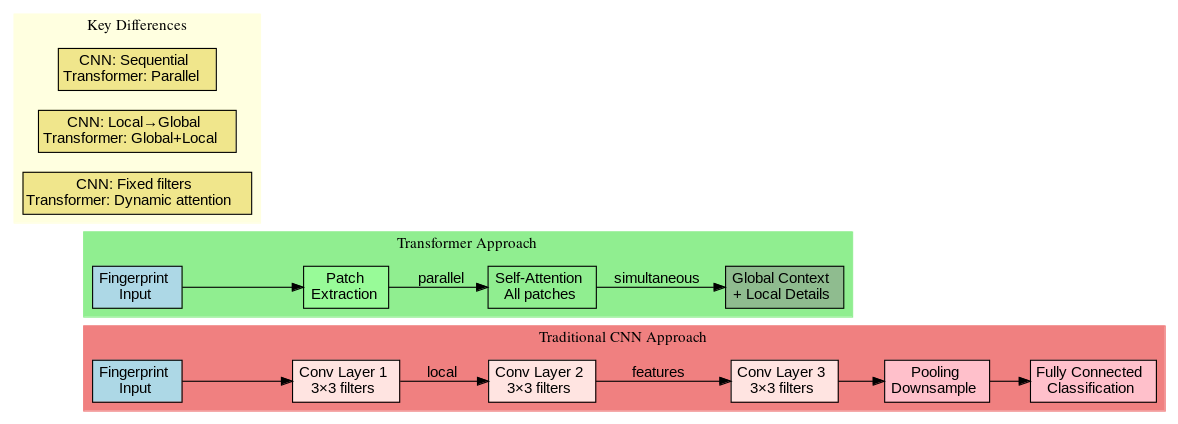 Key Differences
CNN: Sequential
Transformer: Parallel
CNN: Local→Global
Transformer: Global+Local
CNN: Fixed filters
Transformer: Dynamic attention
Transformer Approach
Fingerprint
Input
Patch
Extraction
parallel
Self-Attention
All patches
simultaneous
Global Context
+ Local Details
Traditional CNN Approach
Fingerprint
Input
Conv Layer 1
3×3 filters
local
Conv Layer 2
3×3 filters
features
Conv Layer 3
3×3 filters
Pooling
Downsample
Fully Connected
Classification